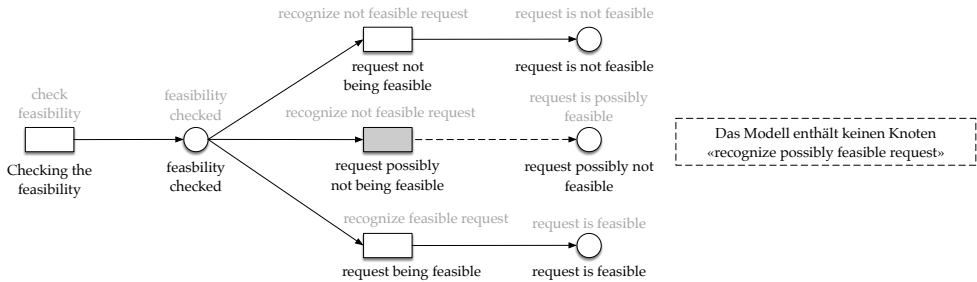 recognize not feasible request
request is not feasible
request not
being feasible
request is not feasible
check
feasibility
feasibility
checked
recognize not feasible request
request is possibly
feasible
Checking the
feasibility
feasbility
checked
request possibly
not being feasible
request possibly not
feasible
Das Modell enthält keinen Knoten
«recognize possibly feasible request»
recognize feasible request
request is feasible
request being feasible
request is feasible